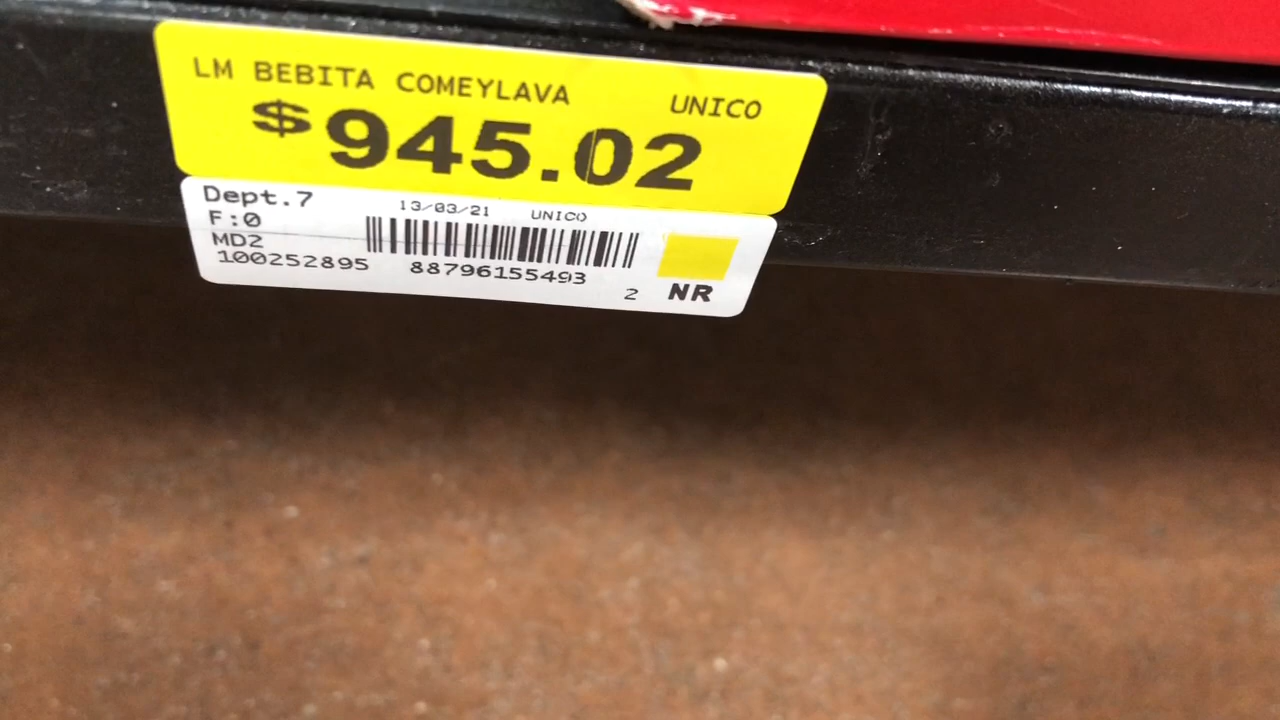 LM BEBITA COMEYLAVA UNICO
$945.02
Dept.7 13/03/21 UNICO
F:0
MD2
100252895 88796155493 2 NR